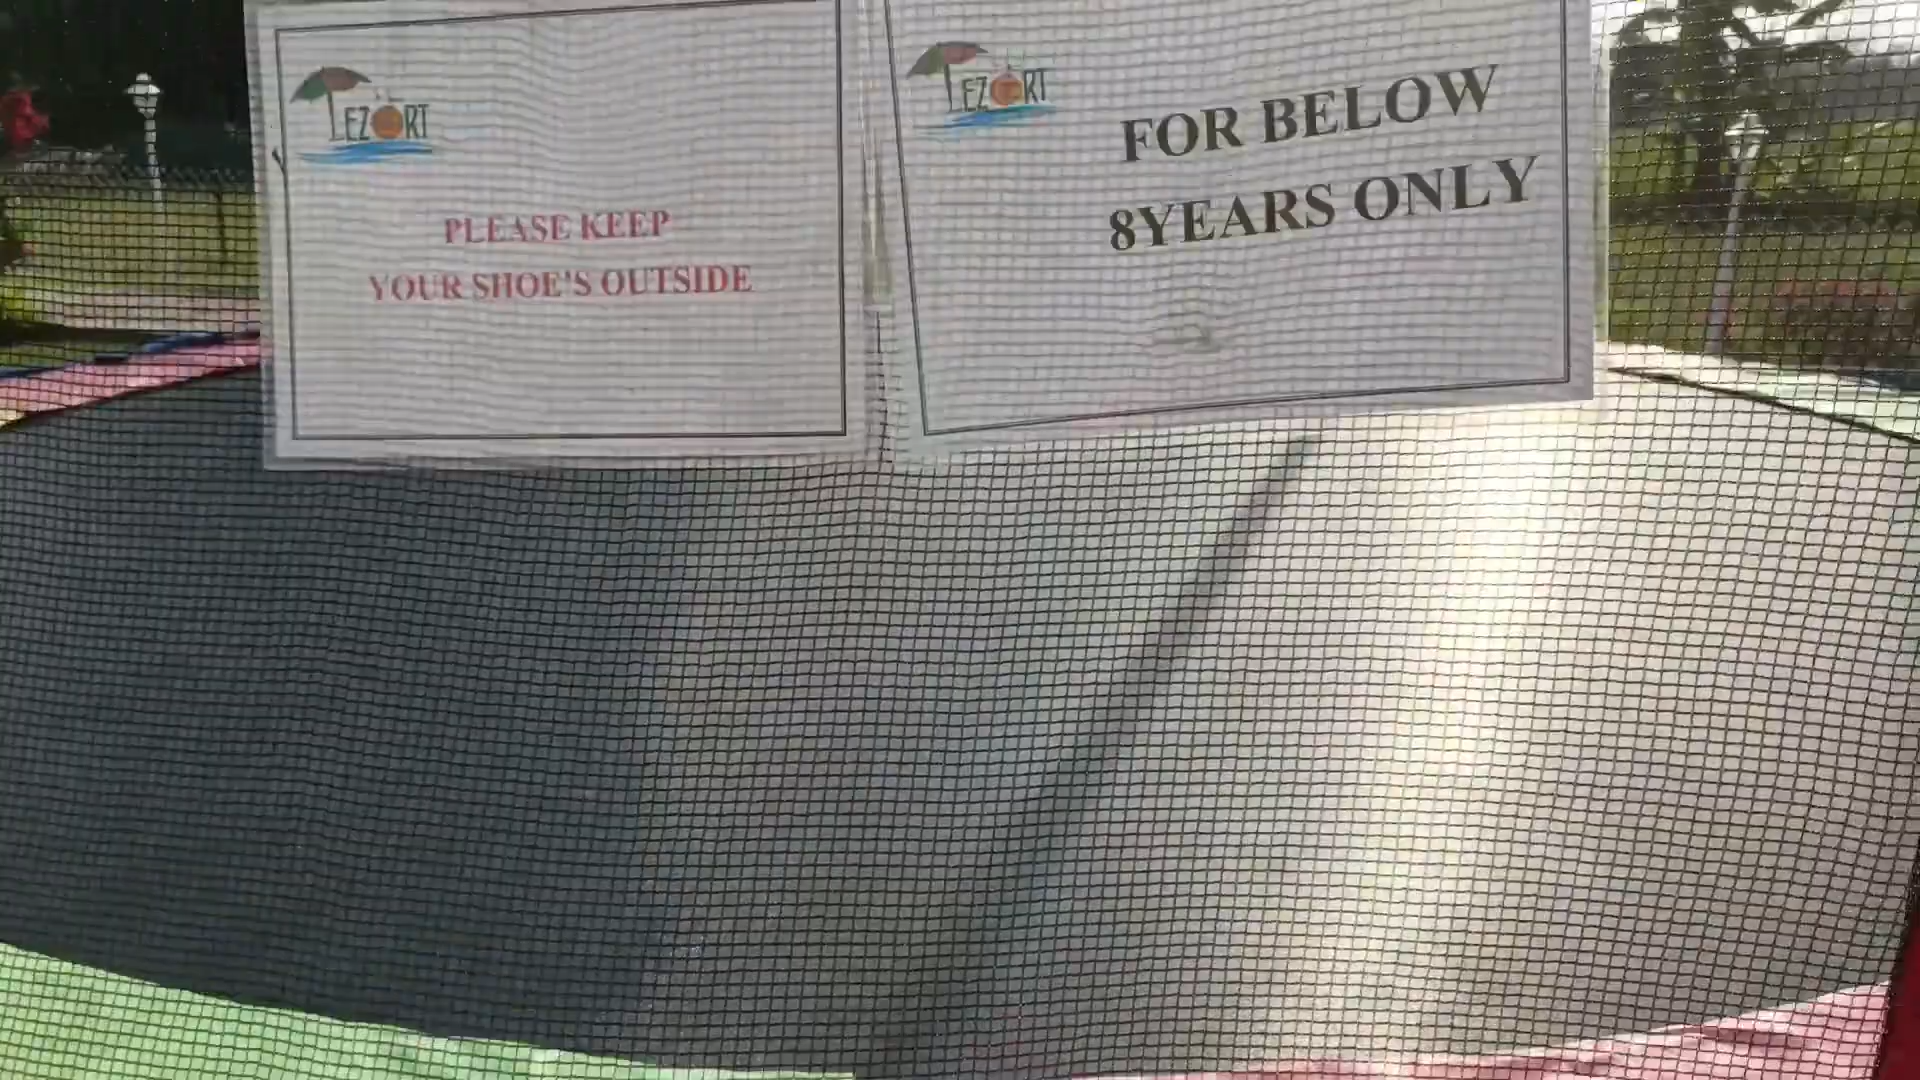 LEZORT
PLEASE KEEP
YOUR SHOE'S OUTSIDE
LEZORT
FOR BELOW
8YEARS ONLY